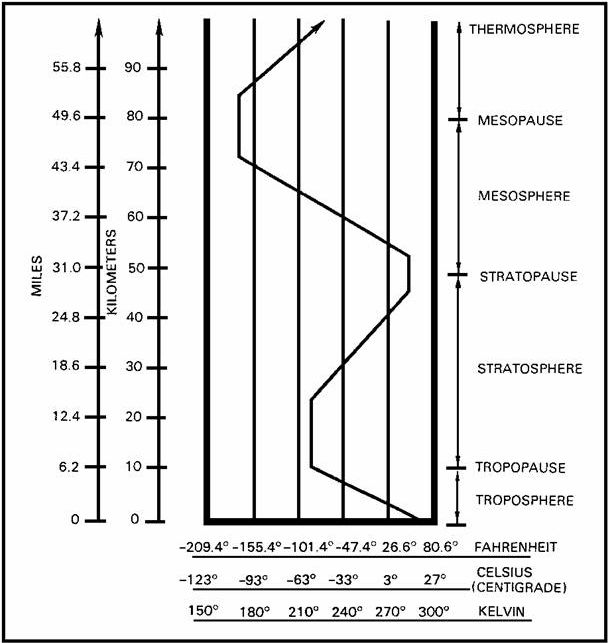 THERMOSPHERE
55.8 90
49.6 80 MESOPAUSE
43.4 70
MESOSPHERE
37.2 60
MILES
KILOMETERS
31.0 50 STRATOPAUSE
24.8 40
18.6 30 STRATOSPHERE
12.4 20
6.2 10 TROPOPAUSE
TROPOSPHERE
0 0
–209.4° –155.4° –101.4° –47.4° 26.6° 80.6° FAHRENHEIT
–123° –93° –63° –33° 3° 27° CELSIUS
(CENTIGRADE)
150° 180° 210° 240° 270° 300° KELVIN